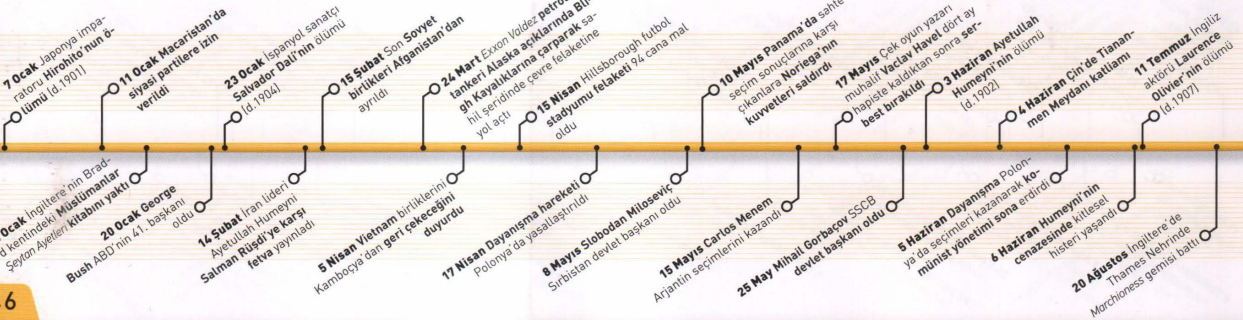 7 Ocak Japonya impa-
ratoru Hirohito'nun ö-
lümü (d.1901)
11 Ocak Macaristan'da
siyasi partilere izin
verildi
23 Ocak İspanyol sanatçı
Salvador Dali'nin ölümü
(d.1904)
15 Şubat Son Sovyet
birlikleri Afganistan'dan
ayrıldı
24 Mart Exxon Valdez petrol
tankeri Alaska açıklarında Bli-
gh Kayaluklarına çarparak sa-
hil şeridinde çevre felaketine
yol açtı
15 Nisan Hillsborough futbol
stadyumu felaketi 94 cana mal
oldu
10 Mayıs Panama'da sahte
seçim sonuçlarına karşı
çıkanlara Noriega'nın
kuvvetleri saldırdı
17 Mayıs Çek oyun yazarı
muhalif Vaclav Havel dört ay
hapiste kaldıktan sonra ser-
best bırakıldı
3 Haziran Ayetullah
Humeyni'nin ölümü
(d.1902)
4 Haziran Çin'de Tianan-
men Meydanı katliamı
11 Temmuz İngiliz
aktörü Laurence
Olivier'nin ölümü
(d.1907)
Ocak İngiltere'nin Brad-
d kentindeki Müslümanlar
Şeytan Ayetleri kitabını yaktı
20 Ocak George
Bush ABD'nin 41. başkanı
oldu
14 Şubat İran lideri
Ayetullah Humeyni
Salman Rüşdi'ye karşı
fetva yayınladı
5 Nisan Vietnam birliklerini
Kamboçya'dan geri çekeceğini
duyurdu
17 Nisan Dayanışma hareketi
Polonya'da yasallaştırıldı
8 Mayıs Slobodan Miloseviç
Sırbistan devlet başkanı oldu
15 Mayıs Carlos Menem
Arjantin seçimlerini kazandı
25 May Mihail Gorbaçov SSCB
devlet başkanı oldu
5 Haziran Dayanışma Polon-
ya'da seçimleri kazanarak ko-
münist yönetimi sona erdirdi
6 Haziran Humeyni'nin
cenazesinde kitlesel
histeri yaşandı
20 Ağustos İngiltere'de
Thames Nehrinde
Marchioness gemisi battı
6